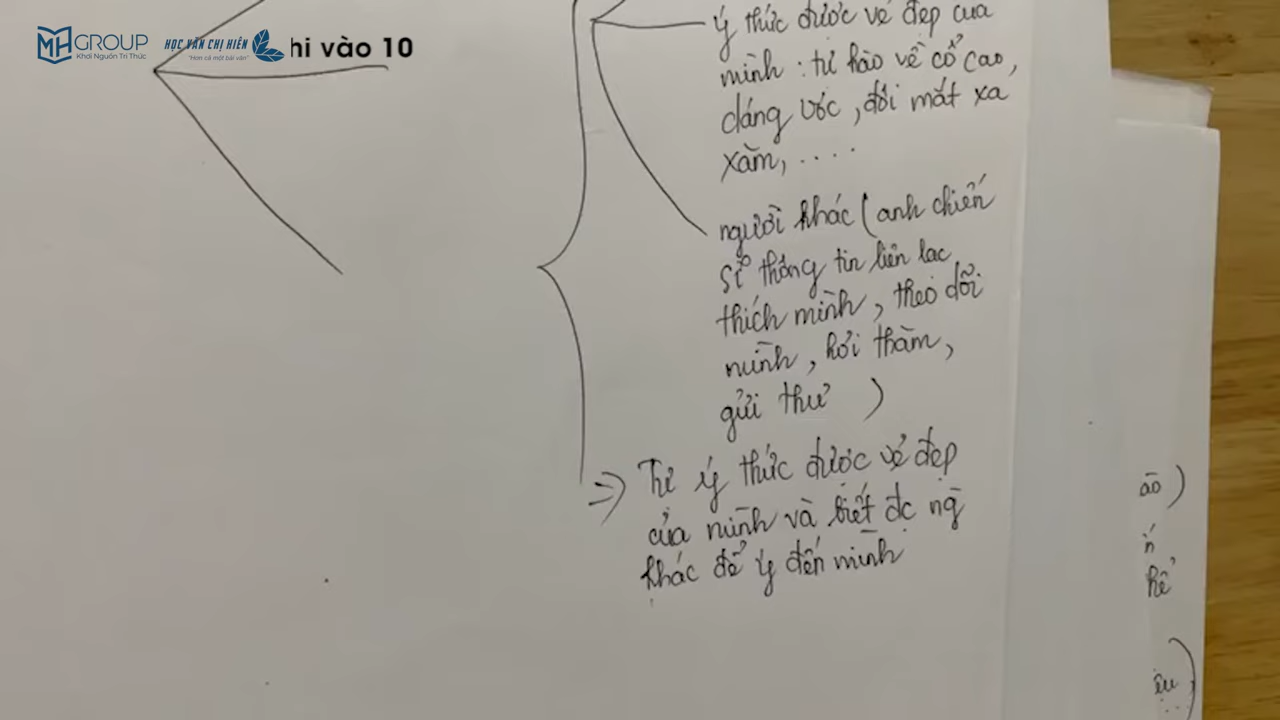 MH GROUP
Khơi Nguồn Tri Thức
HỌC VĂN CHỊ HIÊN
"Hơn cả một bài văn"
hi vào 10
ý thức được vẻ đẹp của
mình : tự hào về cổ cao,
dáng vóc, đôi mắt xa
xăm, ....
người khác (anh chiến
sĩ thông tin liên lạc
thích mình, theo dõi
mình, hỏi thăm,
gửi thư )
=> Tự ý thức được vẻ đẹp
của mình và biết đc ng`
khác để ý đến mình
ão )
n
hể
ệu )